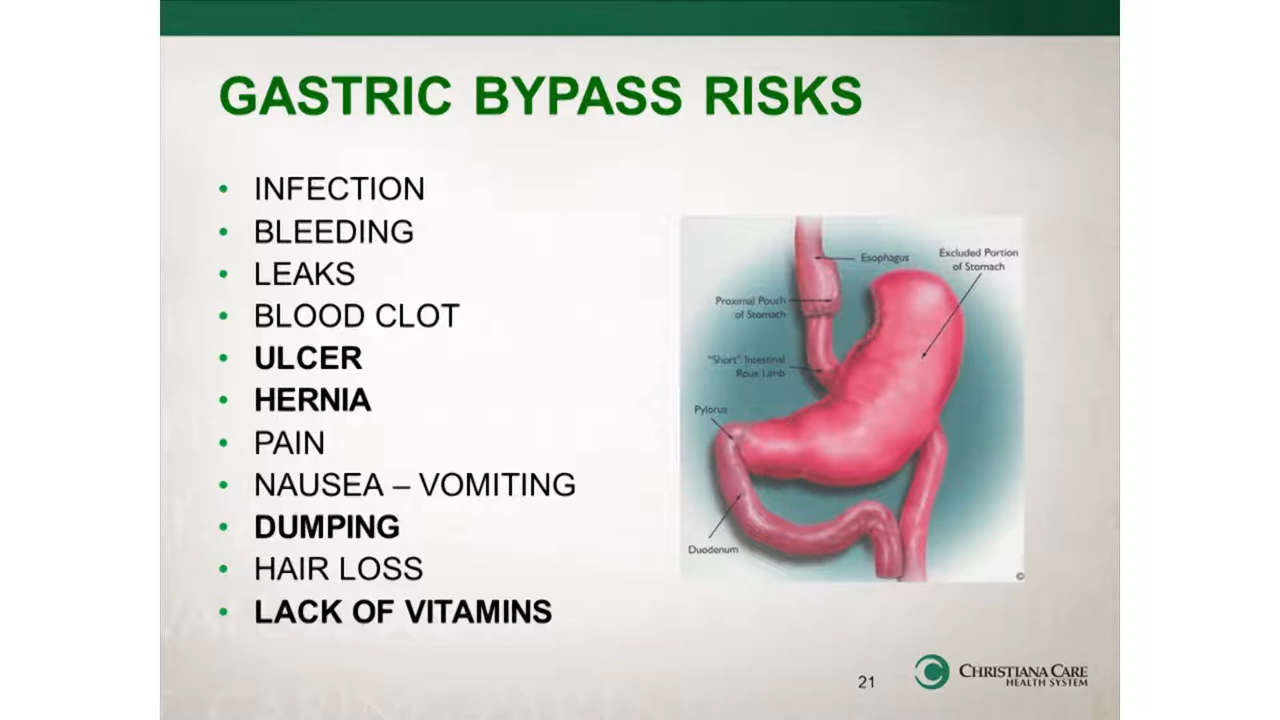 GASTRIC BYPASS RISKS
• INFECTION
• BLEEDING
• LEAKS
• BLOOD CLOT
• ULCER
• HERNIA
• PAIN
• NAUSEA – VOMITING
• DUMPING
• HAIR LOSS
• LACK OF VITAMINS
Esophagus
Excluded Portion
of Stomach
Proximal Pouch
of Stomach
"Short" Intestinal
Roux Limb
Pylorus
Duodenum
©
21
CHRISTIANA CARE
HEALTH SYSTEM